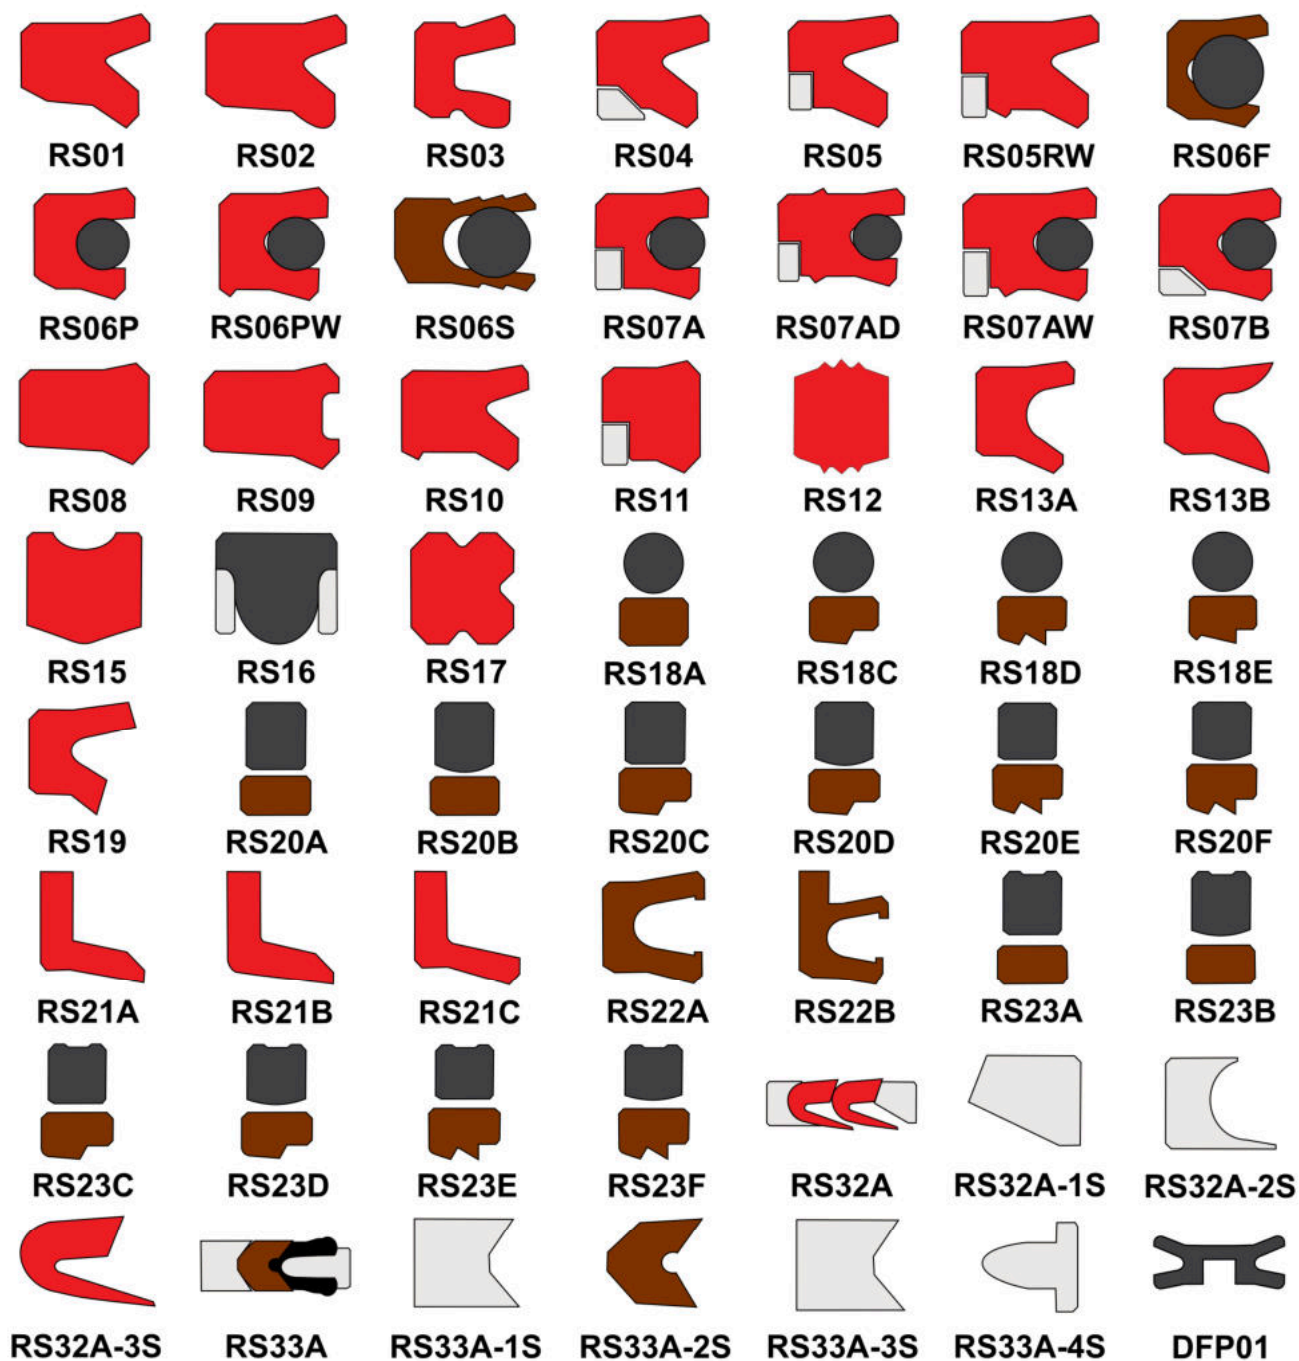 RS01 RS02 RS03 RS04 RS05 RS05RW RS06F
RS06P RS06PW RS06S RS07A RS07AD RS07AW RS07B
RS08 RS09 RS10 RS11 RS12 RS13A RS13B
RS15 RS16 RS17 RS18A RS18C RS18D RS18E
RS19 RS20A RS20B RS20C RS20D RS20E RS20F
RS21A RS21B RS21C RS22A RS22B RS23A RS23B
RS23C RS23D RS23E RS23F RS32A RS32A-1S RS32A-2S
RS32A-3S RS33A RS33A-1S RS33A-2S RS33A-3S RS33A-4S DFP01